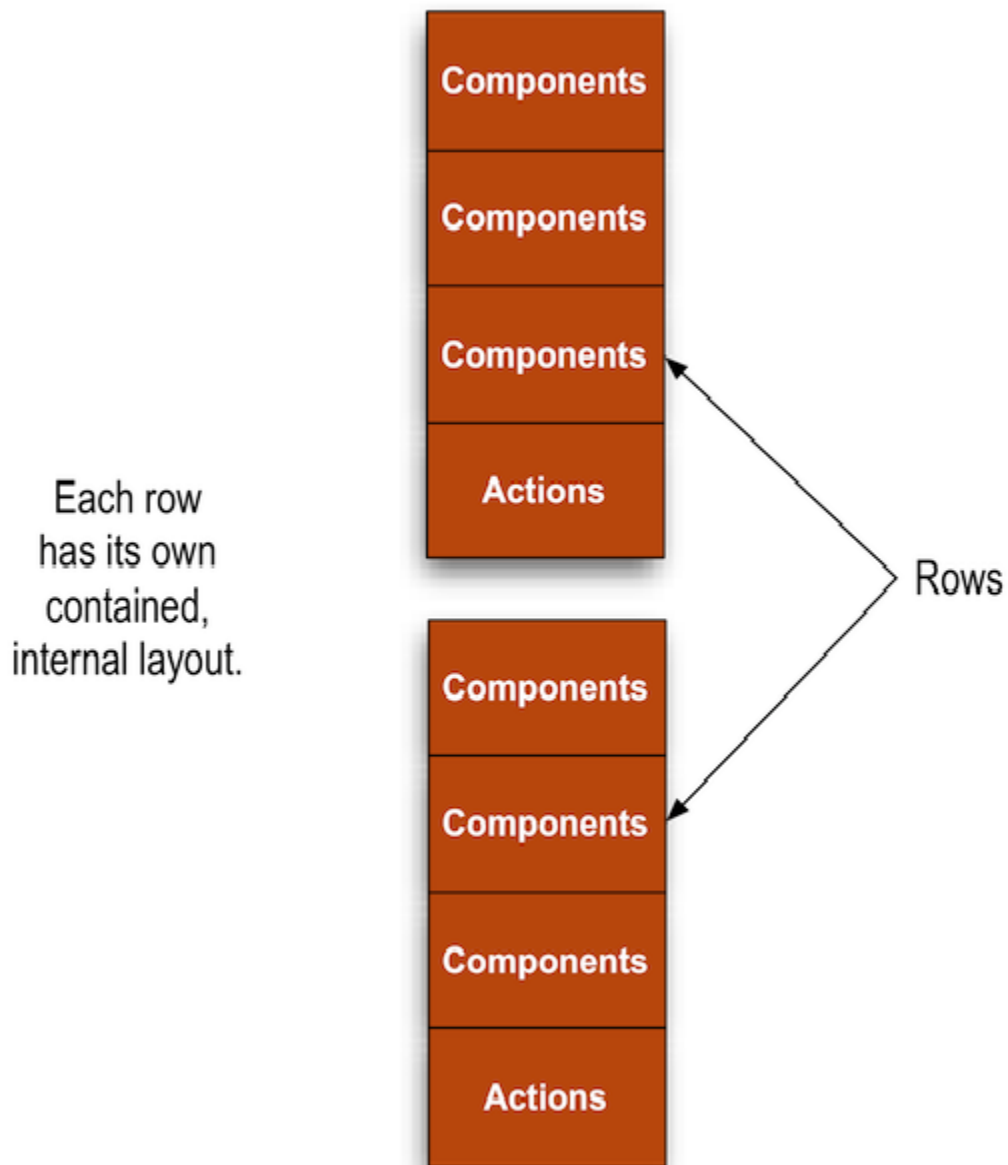 Components
Components
Components
Actions
Each row
has its own
contained,
internal layout.
Rows
Components
Components
Components
Actions